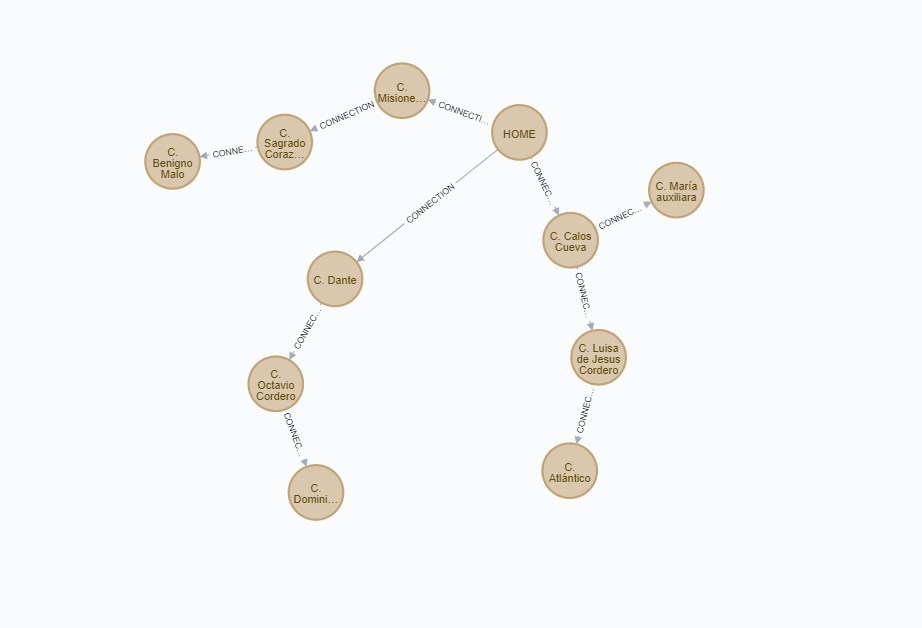 C.
Misione...
CONNECTI...
HOME
CONNECTION
C.
Sagrado
Coraz...
CONNE...
C.
Benigno
Malo
CONNEC...
C. María
auxiliara
CONNEC...
CONNECTION
C. Calos
Cueva
C. Dante
CONNEC...
CONNEC...
C. Luisa
de Jesus
Cordero
C.
Octavio
Cordero
CONNEC...
CONNEC...
C.
Atlántico
C.
Domini...